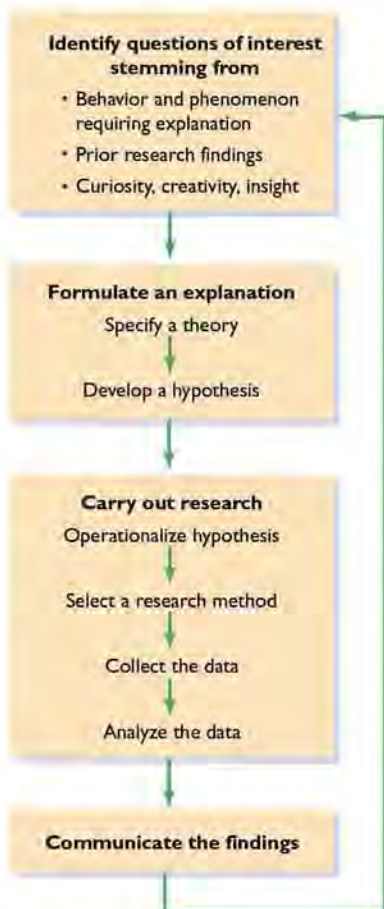 Identify questions of interest
stemming from
• Behavior and phenomenon
requiring explanation
• Prior research findings
• Curiosity, creativity, insight
Formulate an explanation
Specify a theory
Develop a hypothesis
Carry out research
Operationalize hypothesis
Select a research method
Collect the data
Analyze the data
Communicate the findings